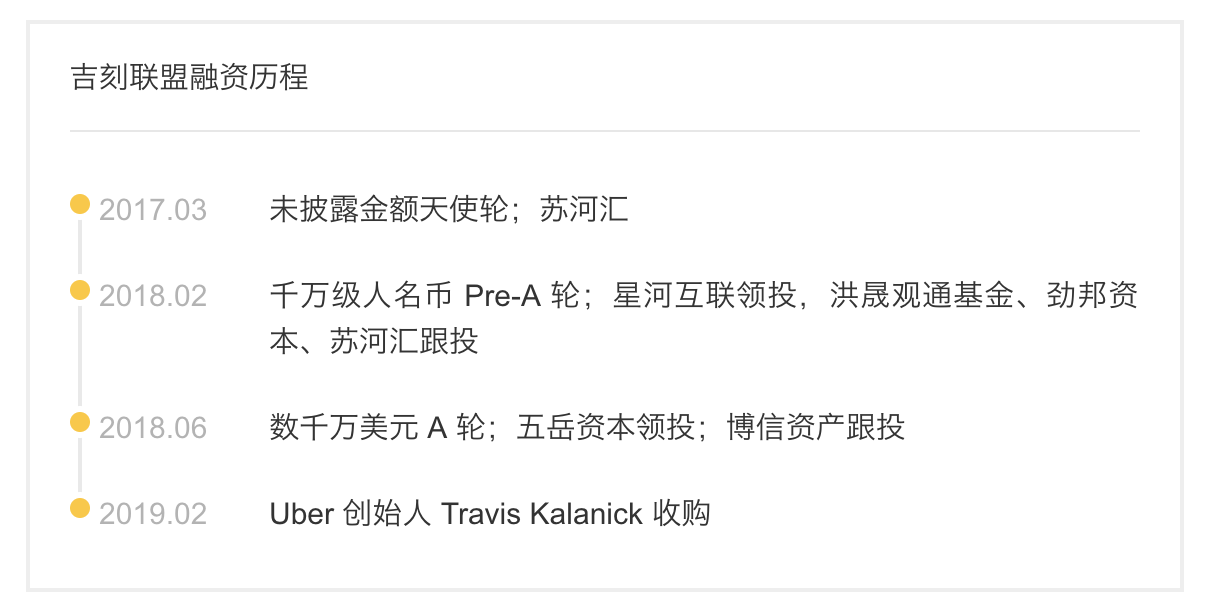 吉刻联盟融资历程
2017.03 未披露金额天使轮；苏河汇
2018.02 千万级人名币 Pre-A 轮；星河互联领投，洪晟观通基金、劲邦资
本、苏河汇跟投
2018.06 数千万美元 A 轮；五岳资本领投；博信资产跟投
2019.02 Uber 创始人 Travis Kalanick 收购